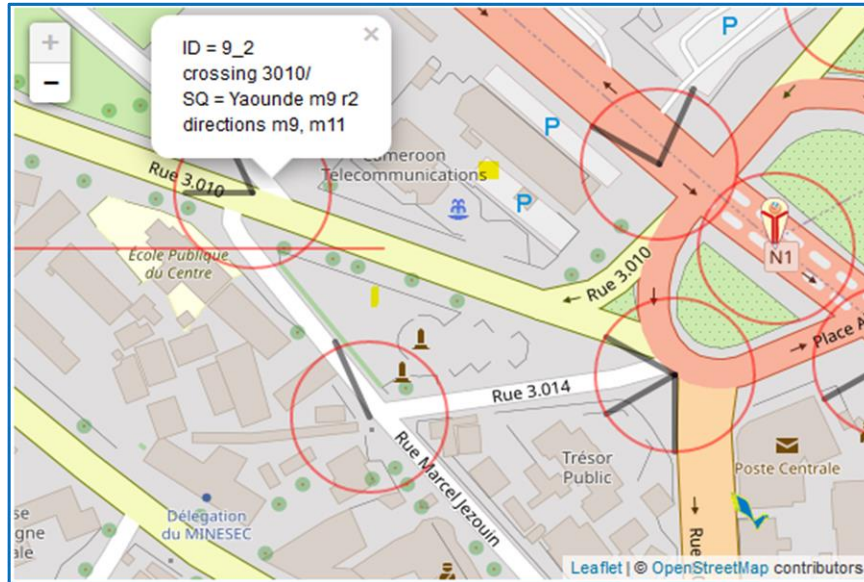 +
−
ID = 9_2
crossing 3010/
SQ = Yaounde m9 r2
directions m9, m11
×
P
P
P
Cameroon
Telecommunications
Rue 3.010
École Publique
du Centre
Rue 3.010
N1
Place A
Rue 3.014
Rue Marcel Jezouin
Trésor
Public
Poste Centrale
Rue
Délégation
du MINESEC
Leaflet | © OpenStreetMap contributors